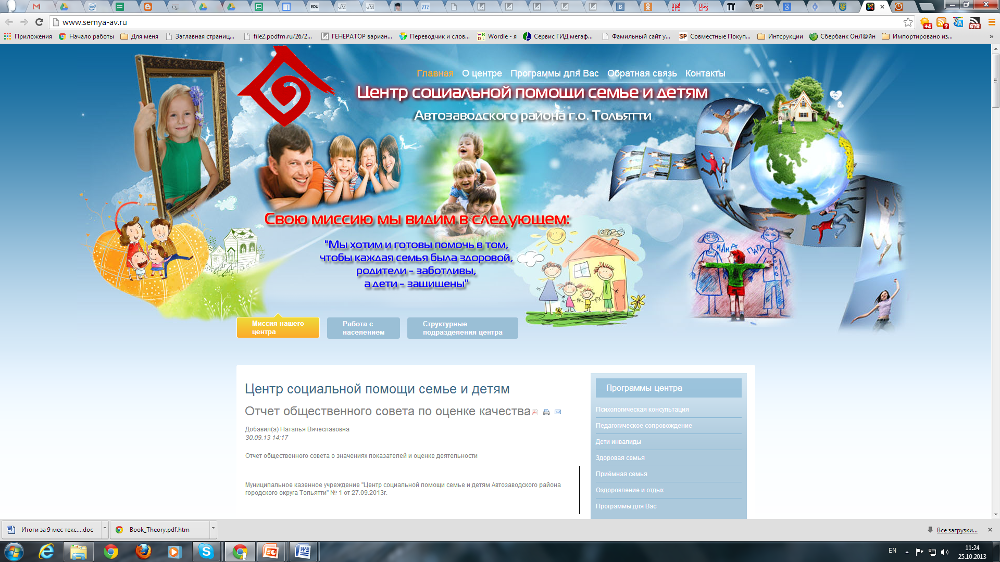 EDU
SP
www.semya-av.ru
+4
?
678
Приложения
Начало работы
Для меня
Заглавная страниц...
file2.podfm.ru/26/2...
ГЕНЕРАТОР вариан...
Переводчик и слов...
Wordle - я
Сервис ГИД мегаф...
Фамильный сайт у...
SP Совместные Покуп...
Интсрукции
Сбербанк ОнЛ@йн
Импортировано из...
»
Главная О центре Программы для Вас Обратная связь Контакты
Центр социальной помощи семье и детям
Автозаводского района г.о. Тольятти
Свою миссию мы видим в следующем:
"Мы хотим и готовы помочь в том,
чтобы каждая семья была здоровой,
родители - заботливы,
а дети - защищены"
МАМА ПАПА
Миссия нашего
центра
Работа с
населением
Структурные
подразделения центра
Центр социальной помощи семье и детям
Отчет общественного совета по оценке качества
Добавил(а) Наталья Вячеславовна
30.09.13 14:17
Отчет общественного совета о значениях показателей и оценке деятельности
Муниципальное казенное учреждение "Центр социальной помощи семье и детям Автозаводского района
городского округа Тольятти" № 1 от 27.09.2013г.
Программы центра
Психологическая консультация
Педагогическое сопровождение
Дети инвалиды
Здоровая семья
Приёмная семья
Оздоровление и отдых
Программы для Вас
Итоги за 9 мес текс....doc
Book_Theory.pdf.htm
Все загрузки...
EN
11:24
25.10.2013